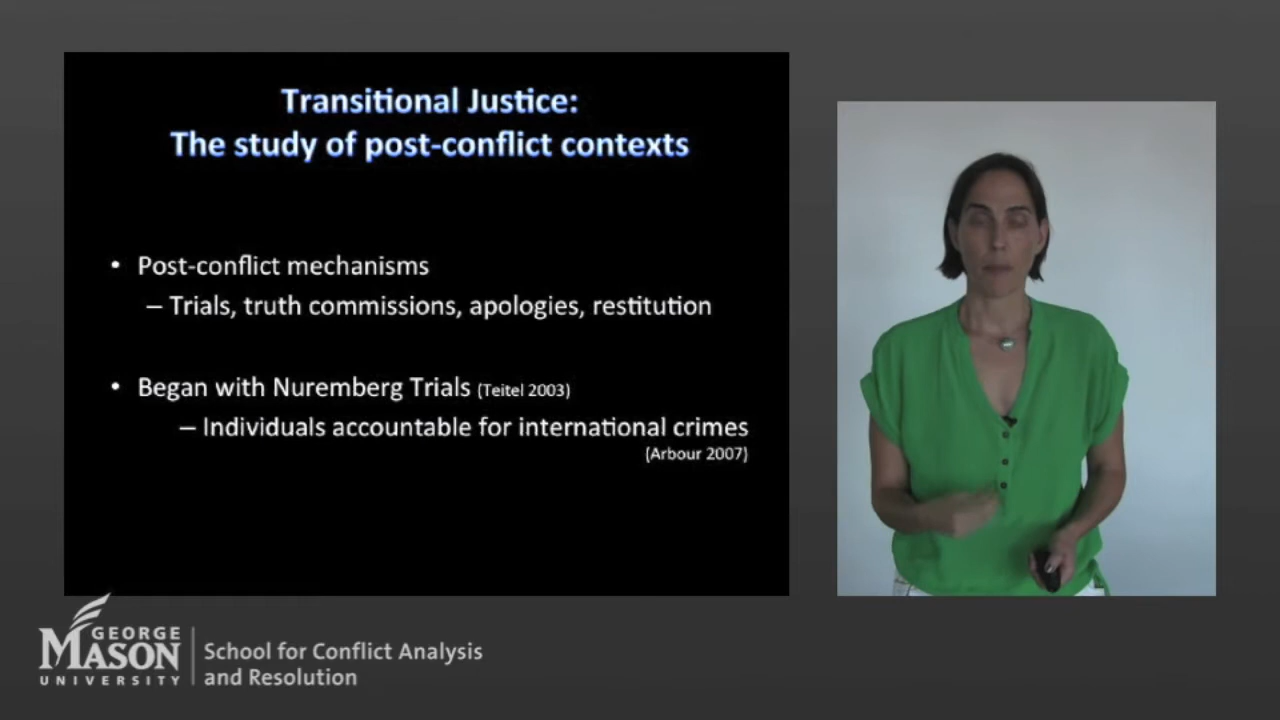 Transitional Justice:
The study of post-conflict contexts
• Post-conflict mechanisms
– Trials, truth commissions, apologies, restitution
• Began with Nuremberg Trials (Teitel 2003)
– Individuals accountable for international crimes
(Arbour 2007)
GEORGE
MASON
UNIVERSITY
School for Conflict Analysis
and Resolution